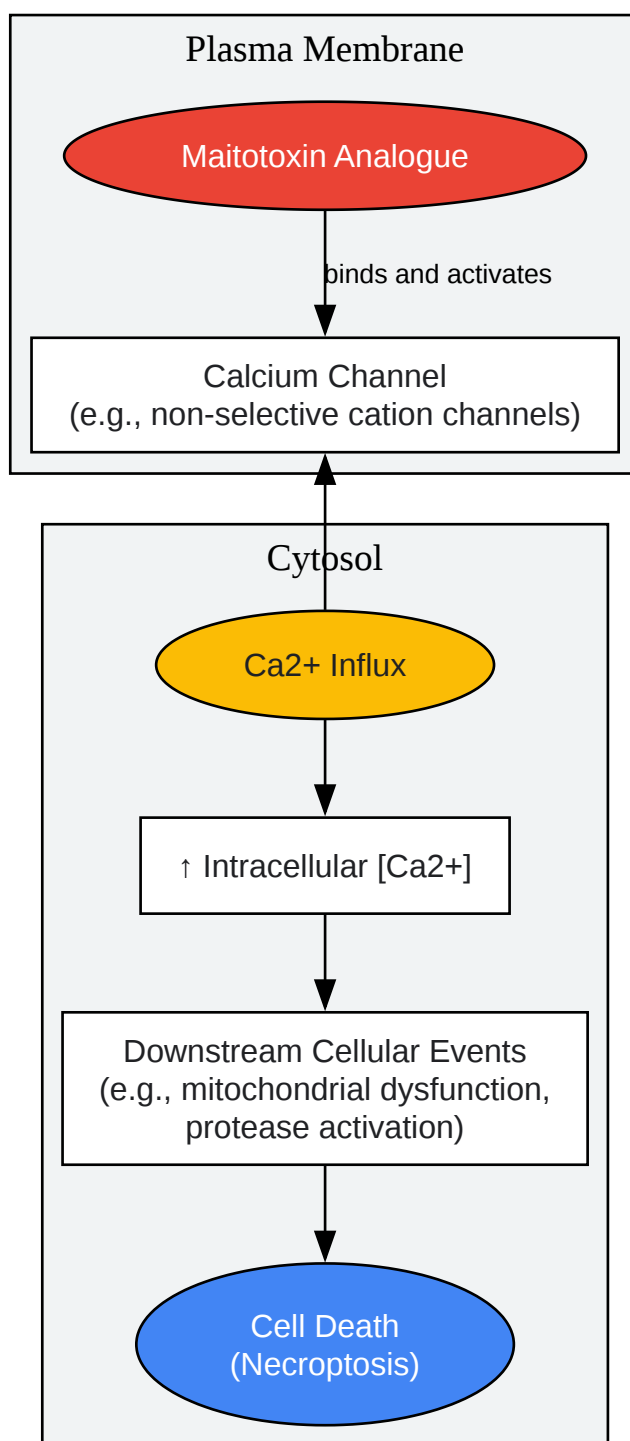 Plasma Membrane
Maitotoxin Analogue
binds and activates
Calcium Channel
(e.g., non-selective cation channels)
Cytosol
Ca2+ Influx
↑ Intracellular [Ca2+]
Downstream Cellular Events
(e.g., mitochondrial dysfunction,
protease activation)
Cell Death
(Necroptosis)